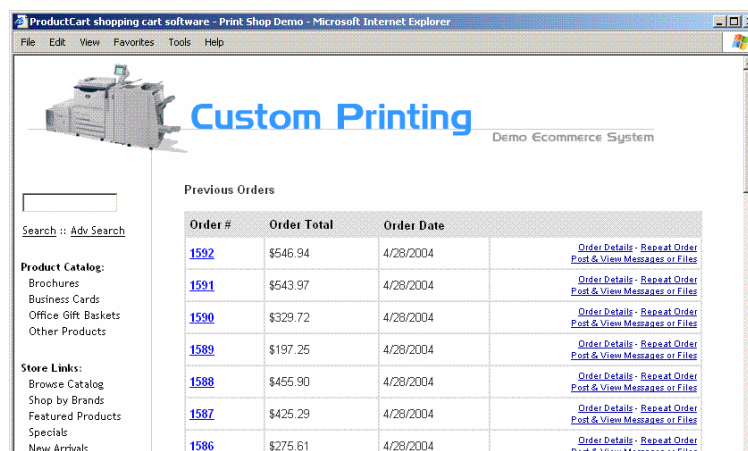 ProductCart shopping cart software - Print Shop Demo - Microsoft Internet Explorer
File Edit View Favorites Tools Help
Custom Printing
Demo Ecommerce System
Search :: Adv Search
Product Catalog:
Brochures
Business Cards
Office Gift Baskets
Other Products
Store Links:
Browse Catalog
Shop by Brands
Featured Products
Specials
New Arrivals
Previous Orders
Order # Order Total Order Date
1592 $546.94 4/28/2004 Order Details - Repeat Order
Post & View Messages or Files
1591 $543.97 4/28/2004 Order Details - Repeat Order
Post & View Messages or Files
1590 $329.72 4/28/2004 Order Details - Repeat Order
Post & View Messages or Files
1589 $197.25 4/28/2004 Order Details - Repeat Order
Post & View Messages or Files
1588 $455.90 4/28/2004 Order Details - Repeat Order
Post & View Messages or Files
1587 $425.29 4/28/2004 Order Details - Repeat Order
Post & View Messages or Files
1586 $275.61 4/28/2004 Order Details - Repeat Order
Post & View Messages or Files